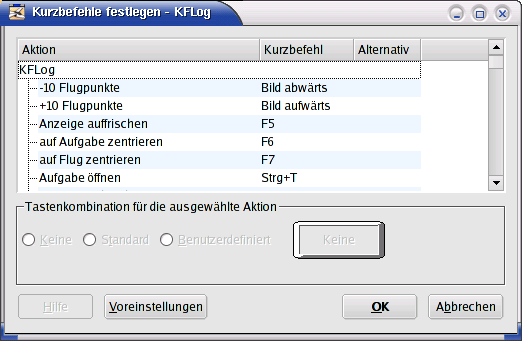 Kurzbefehle festlegen - KFLog
Aktion Kurzbefehl Alternativ
KFLog
-10 Flugpunkte Bild abwärts
+10 Flugpunkte Bild aufwärts
Anzeige auffrischen F5
auf Aufgabe zentrieren F6
auf Flug zentrieren F7
Aufgabe öffnen Strg+T
Tastenkombination für die ausgewählte Aktion
Keine Standard Benutzerdefiniert Keine
Hilfe Voreinstellungen OK Abbrechen